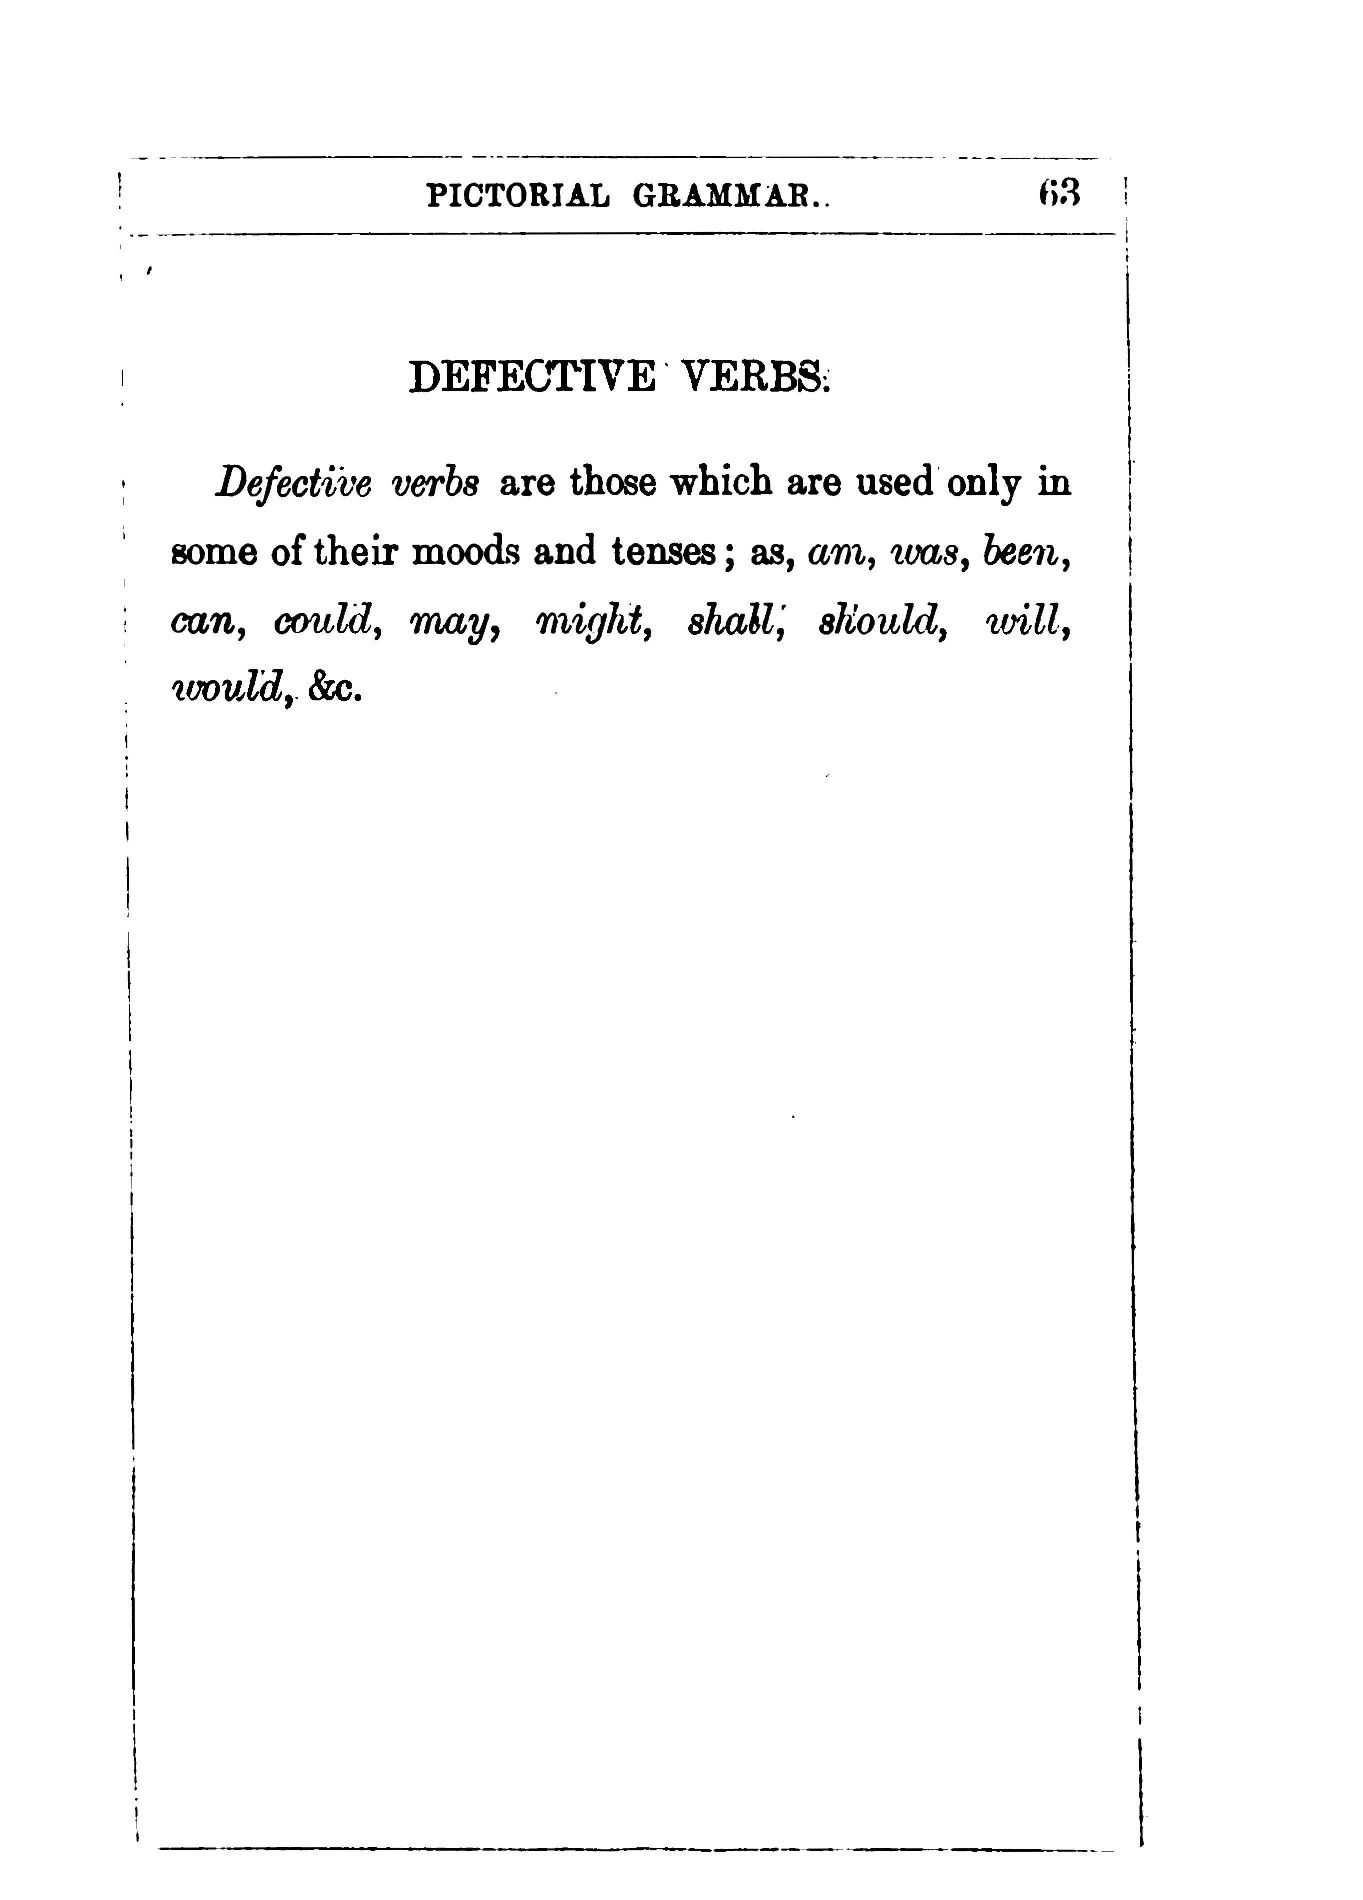 PICTORIAL GRAMMAR. 63
DEFECTIVE VERBS.
Defective verbs are those which are used only in
some of their moods and tenses; as, am, was, been,
can, could, may, might, shall, should, will,
would, &c.